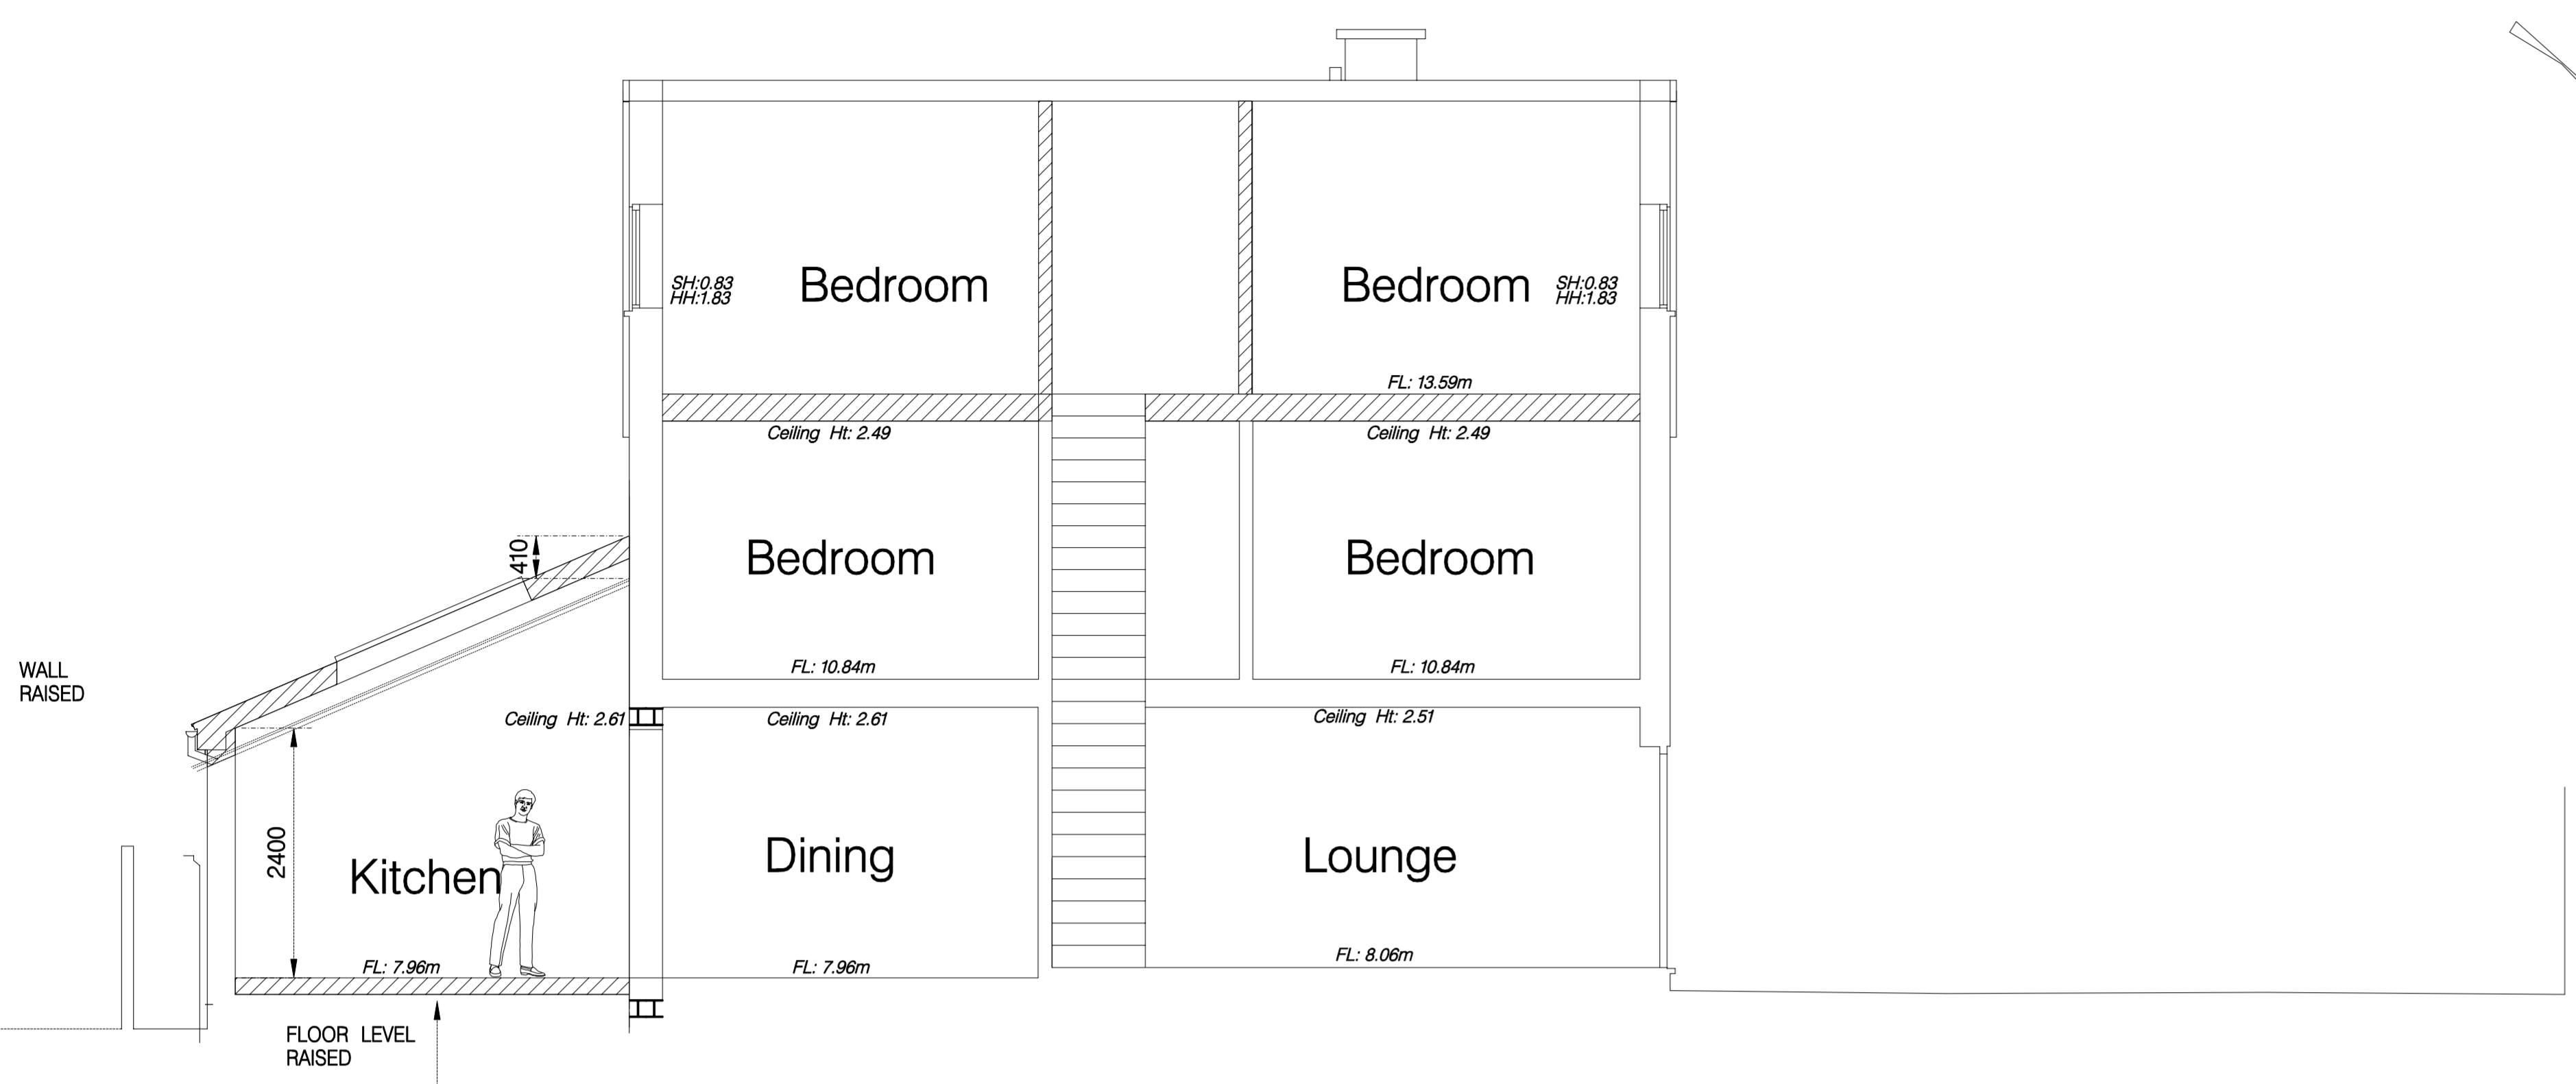 SH:0.83
HH:1.83
Bedroom
Bedroom
SH:0.83
HH:1.83
FL: 13.59m
Ceiling Ht: 2.49
Ceiling Ht: 2.49
410
Bedroom
Bedroom
FL: 10.84m
FL: 10.84m
WALL
RAISED
Ceiling Ht: 2.61
Ceiling Ht: 2.61
Ceiling Ht: 2.51
2400
Kitchen
Dining
Lounge
FL: 7.96m
FL: 7.96m
FL: 8.06m
FLOOR LEVEL
RAISED